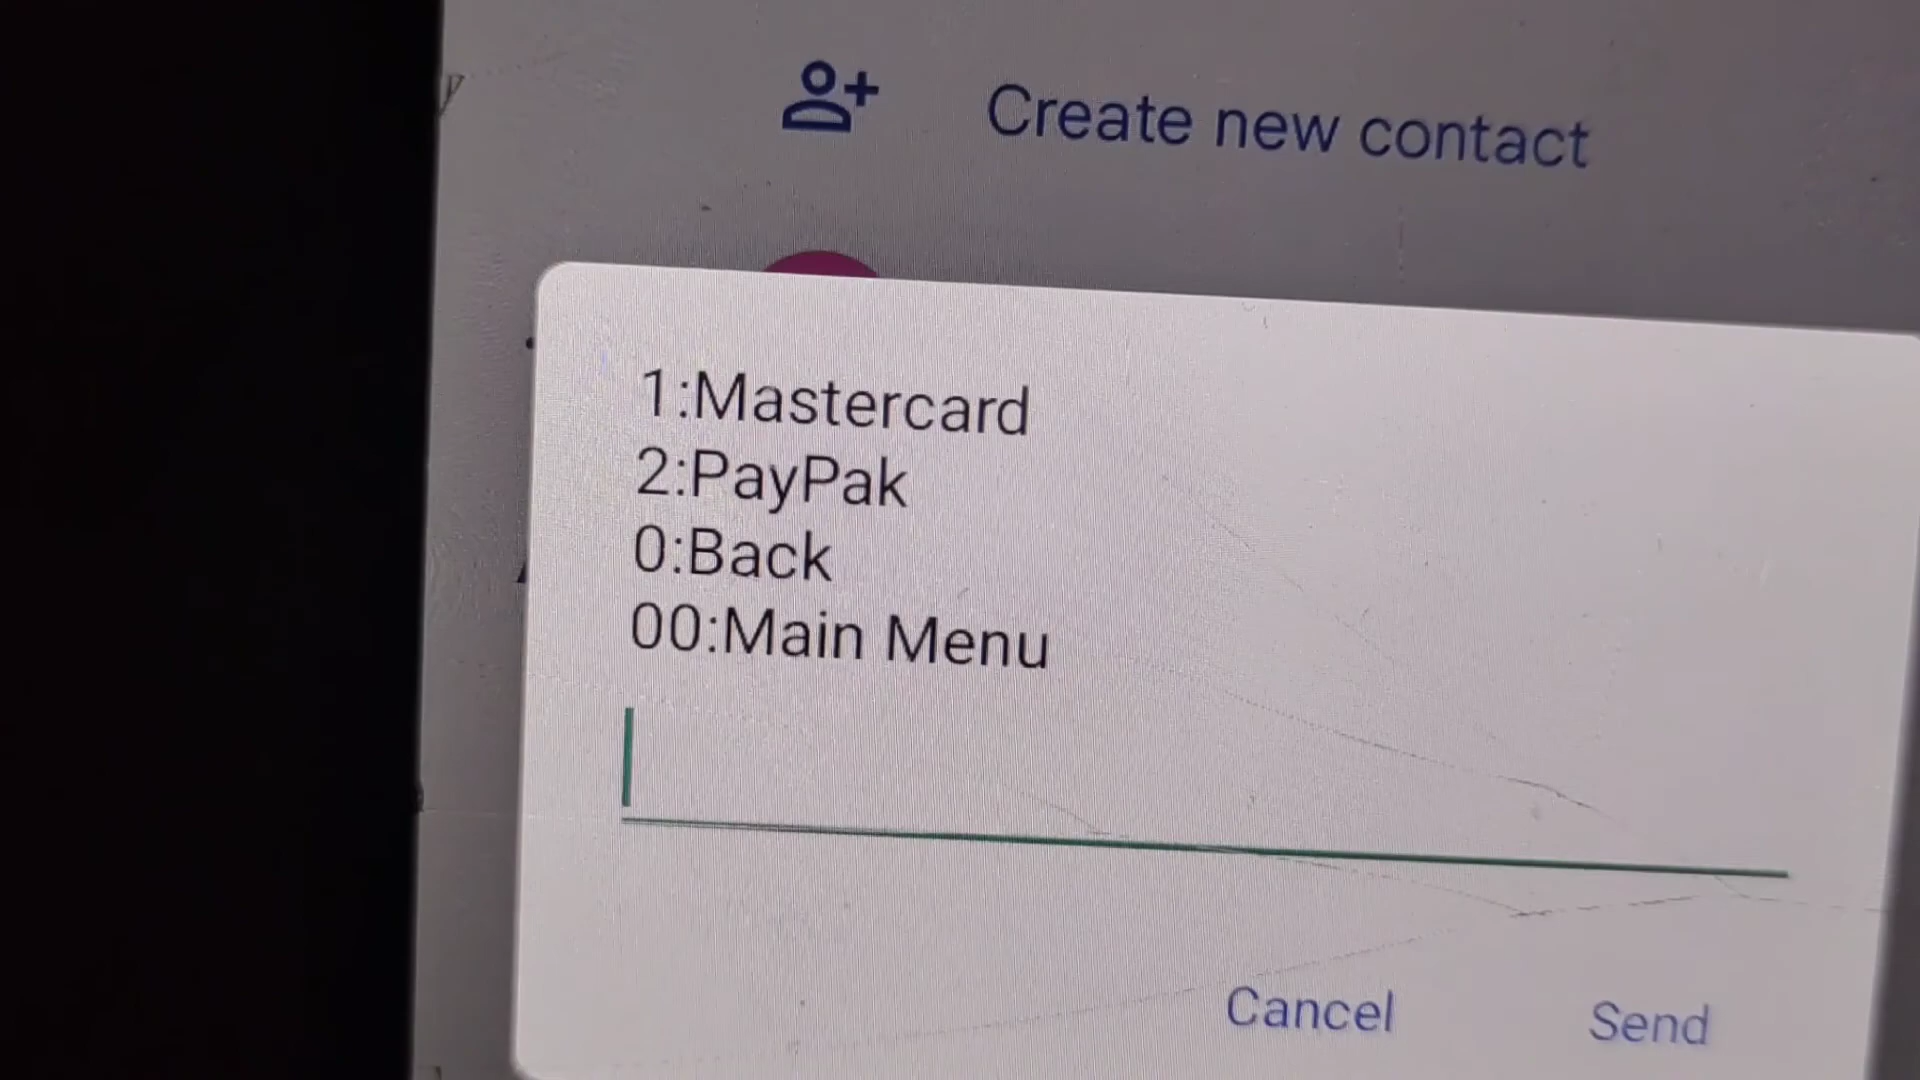 Create new contact
1:Mastercard
2:PayPak
0:Back
00:Main Menu
Cancel
Send